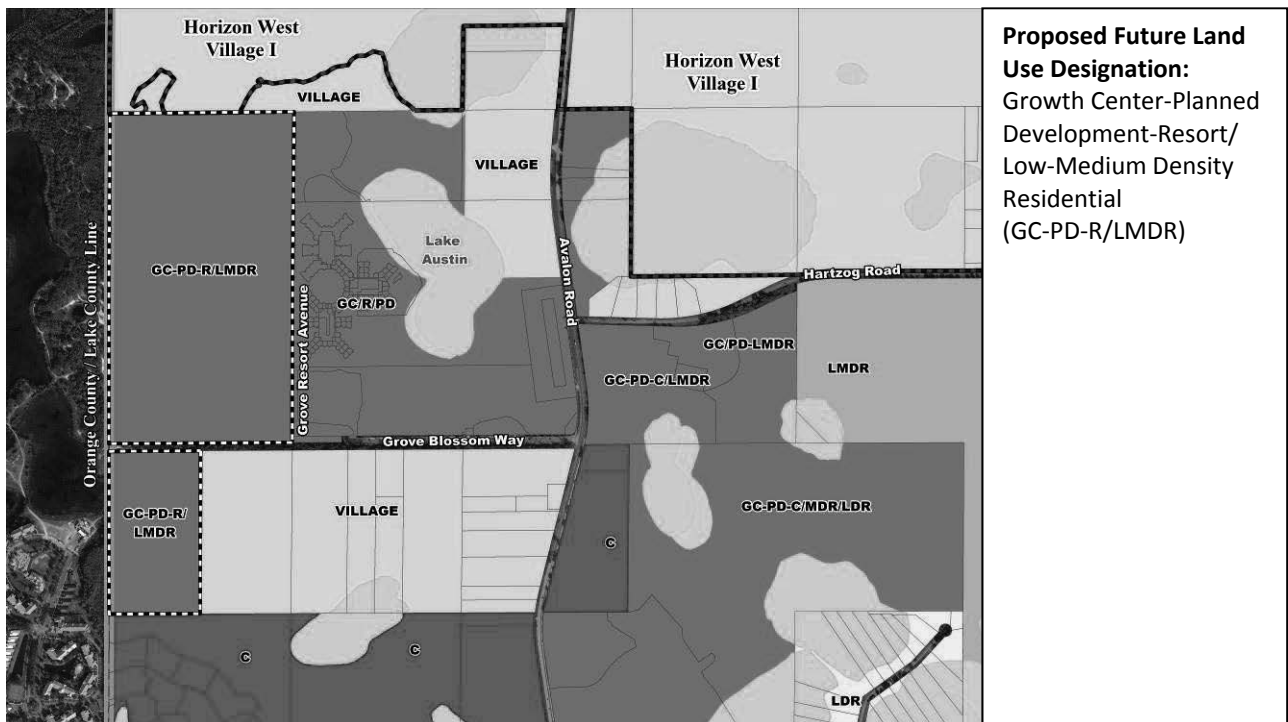 Horizon West
Village I
VILLAGE
Horizon West
Village I
VILLAGE
GC-PD-R/LMDR
Lake
Austin
GC/R/PD
Grove Resort Avenue
Avalon Road
Hartzog Road
GC/PD-LMDR
GC-PD-C/LMDR
LMDR
Orange County/ Lake County Line
Grove Blossom Way
GC-PD-R/
LMDR
VILLAGE
GC-PD-C/MDR/LDR
C
C
C
LDR
Proposed Future Land
Use Designation:
Growth Center-Planned
Development-Resort/
Low-Medium Density
Residential
(GC-PD-R/LMDR)